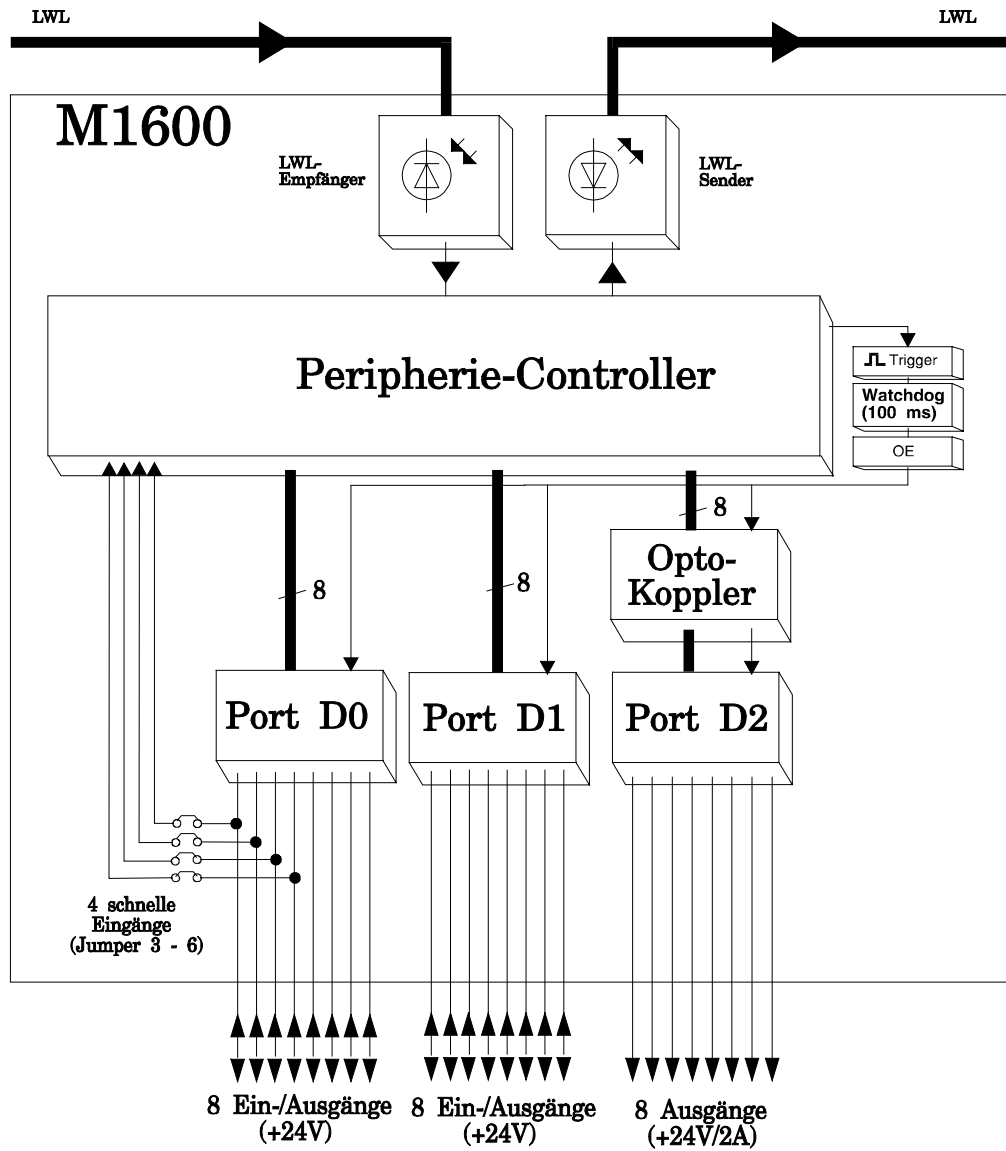 LWL
LWL
M1600
LWL-
Empfänger
LWL-
Sender
Peripherie-Controller
Trigger
Watchdog
(100 ms)
OE
8
8
8
Opto-
Koppler
Port D0
Port D1
Port D2
4 schnelle
Eingänge
(Jumper 3 - 6)
8 Ein-/Ausgänge
(+24V)
8 Ein-/Ausgänge
(+24V)
8 Ausgänge
(+24V/2A)